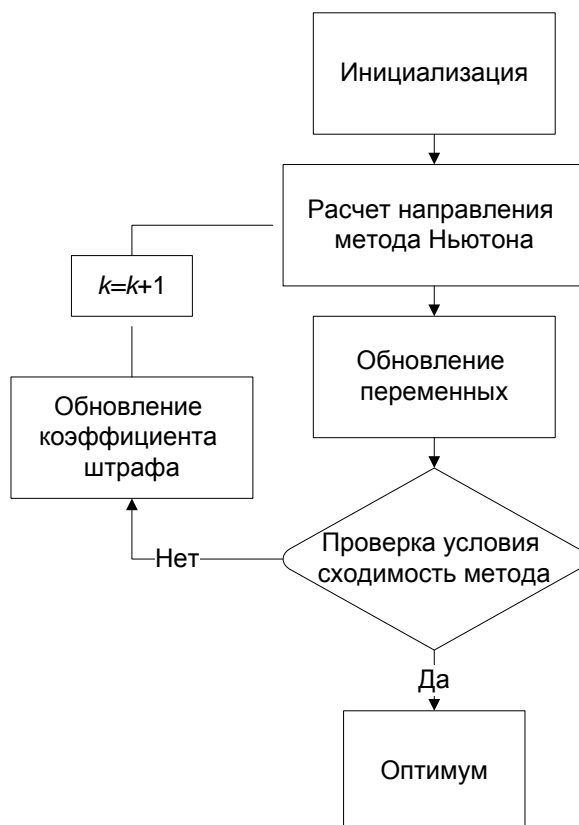 Инициализация
Расчет направления
метода Ньютона
k=k+1
Обновление
переменных
Обновление
коэффициента
штрафа
Проверка условия
сходимость метода
Нет
Да
Оптимум